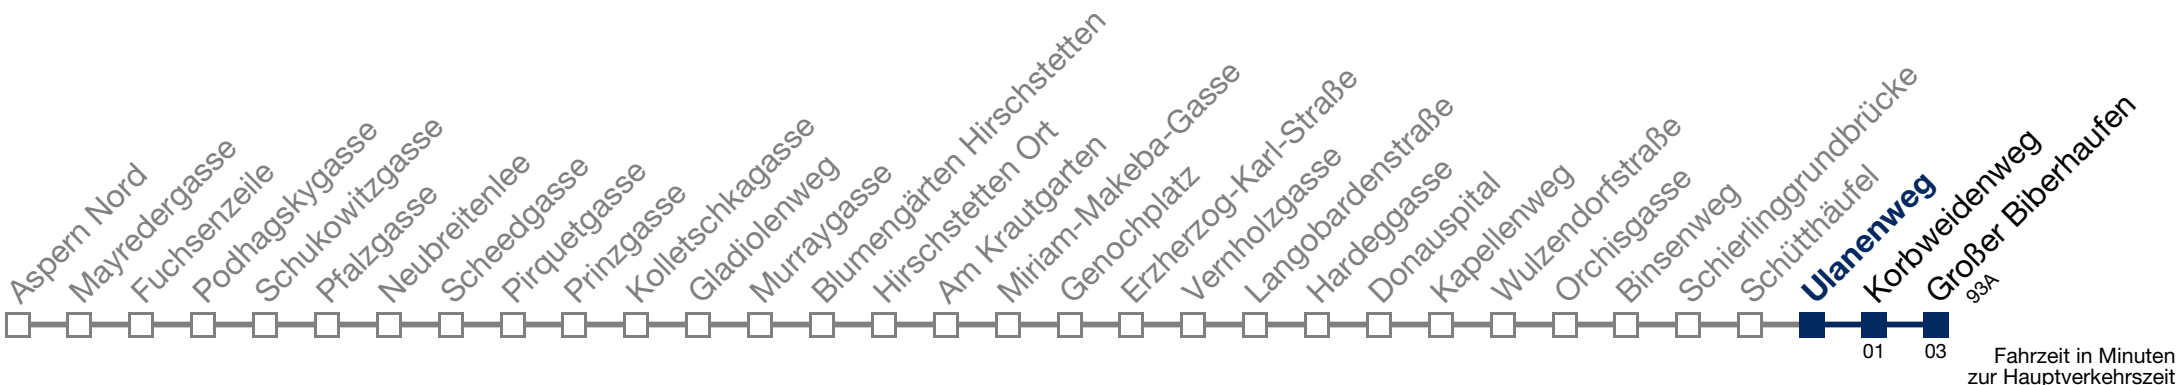 Aspern Nord
Mayredergasse
Fuchsenzeile
Podhagskygasse
Schukowitzgasse
Pfalzgasse
Neubreitenlee
Scheedgasse
Pirquetgasse
Prinzgasse
Kolletschkagasse
Gladiolenweg
Murraygasse
Blumengärten Hirschstetten
Hirschstetten Ort
Am Krautgarten
Miriam-Makeba-Gasse
Genochplatz
Erzherzog-Karl-Straße
Vernholzgasse
Langobardenstraße
Hardeggasse
Donauspital
Kapellenweg
Wulzendorfstraße
Orchisgasse
Binsenweg
Schierlinggrundbrücke
Schütthäufel
Ulanenweg
Korbweidenweg
Großer Biberhaufen
93A
01
03
Fahrzeit in Minuten
zur Hauptverkehrszeit